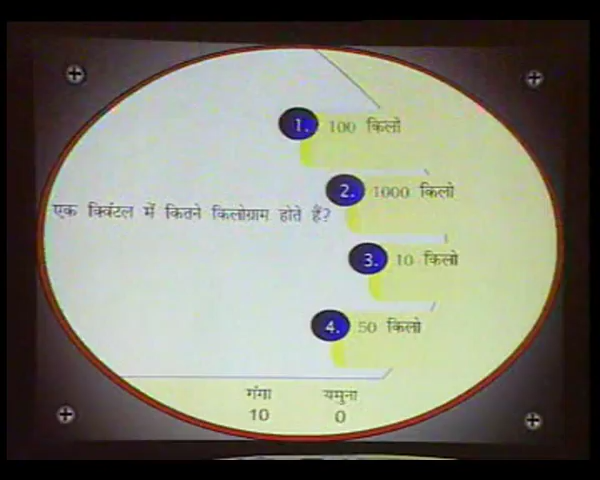 1. 100 किलो
2. 1000 किलो
एक क्विंटल में कितने किलोग्राम होते हैं?
3. 10 किलो
4. 50 किलो
गंगा यमुना
10 0